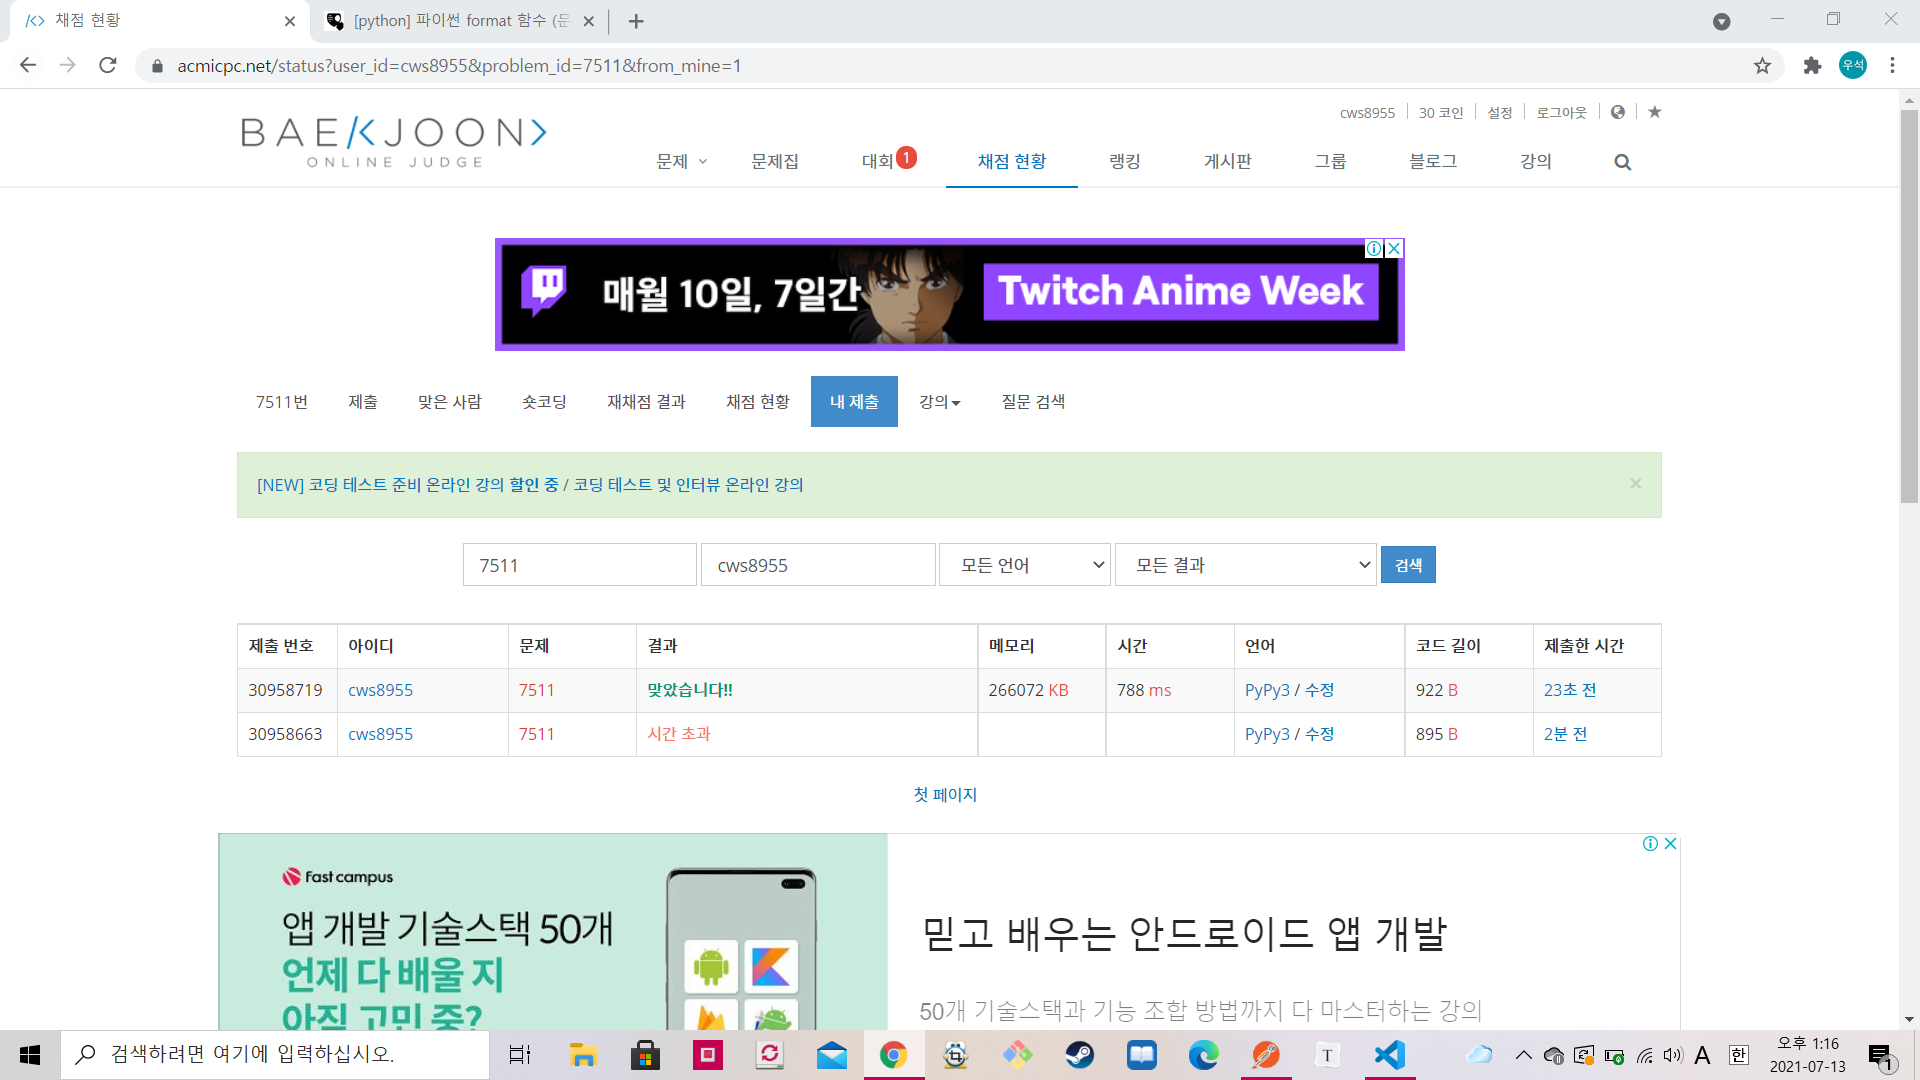 채점 현황
[python] 파이썬 format 함수 (문
acmicpc.net/status?user_id=cws8955&problem_id=7511&from_mine=1
우석
cws8955 30 코인 설정 로그아웃
BAEKJOON>
ONLINE JUDGE
문제 문제집 대회 1 채점 현황 랭킹 게시판 그룹 블로그 강의
매월 10일, 7일간 Twitch Anime Week
7511번 제출 맞은 사람 숏코딩 재채점 결과 채점 현황 내 제출 강의 질문 검색
[NEW] 코딩 테스트 준비 온라인 강의 할인 중 / 코딩 테스트 및 인터뷰 온라인 강의
7511 cws8955 모든 언어 모든 결과 검색
제출 번호 아이디 문제 결과 메모리 시간 언어 코드 길이 제출한 시간
30958719 cws8955 7511 맞았습니다!! 266072 KB 788 ms PyPy3 / 수정 922 B 23초 전
30958663 cws8955 7511 시간 초과 PyPy3 / 수정 895 B 2분 전
첫 페이지
fast campus
앱 개발 기술스택 50개
언제 다 배울 지
아직 고민 중?
믿고 배우는 안드로이드 앱 개발
50개 기술스택과 기능 조합 방법까지 다 마스터하는 강의
검색하려면 여기에 입력하십시오.
T
A 한
오후 1:16
2021-07-13
1